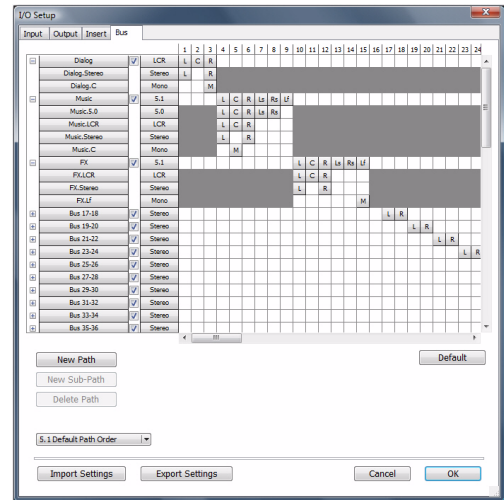 I/O Setup
Input Output Insert Bus
1 2 3 4 5 6 7 8 9 10 11 12 13 14 15 16 17 18 19 20 21 22 23 24
Dialog LCR L C R
Dialog.Stereo Stereo L R
Dialog.C Mono M
Music 5.1 L C R Ls Rs Lf
Music.5.0 5.0 L C R Ls Rs
Music.LCR LCR L C R
Music.Stereo Stereo L R
Music.C Mono M
FX 5.1 L C R Ls Rs Lf
FX.LCR LCR L C R
FX.Stereo Stereo L R
FX.Lf Mono M
Bus 17-18 Stereo L R
Bus 19-20 Stereo L R
Bus 21-22 Stereo L R
Bus 23-24 Stereo L R
Bus 25-26 Stereo
Bus 27-28 Stereo
Bus 29-30 Stereo
Bus 31-32 Stereo
Bus 33-34 Stereo
Bus 35-36 Stereo
New Path Default
New Sub-Path
Delete Path
5.1 Default Path Order
Import Settings Export Settings Cancel OK